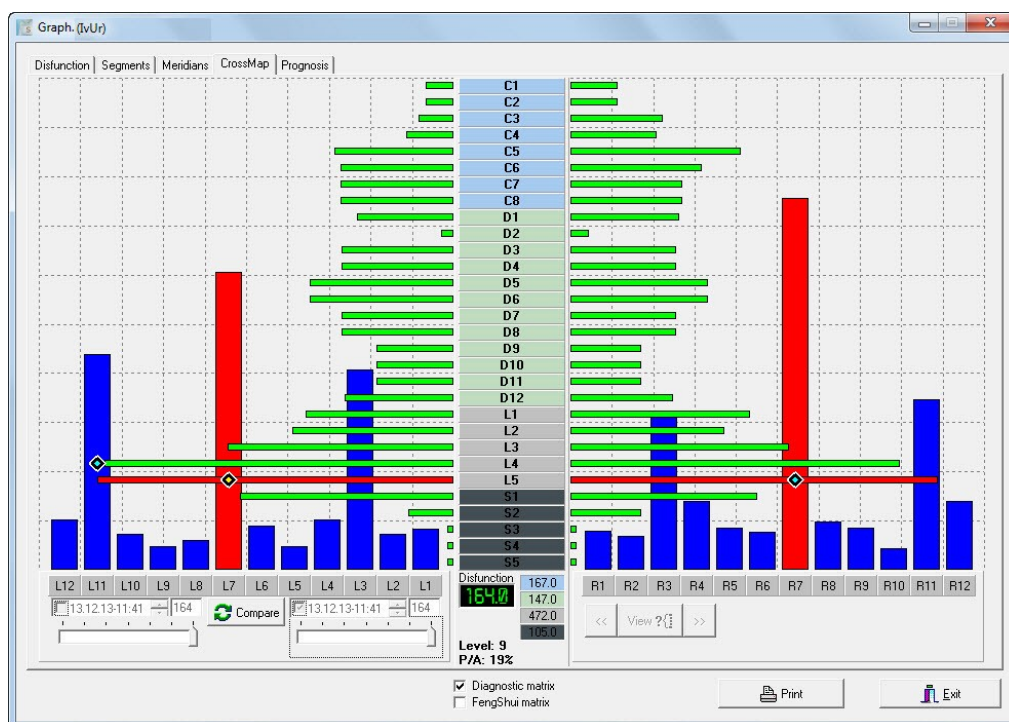 Graph. (IvUr)
Disfunction Segments Meridians CrossMap Prognosis
C1
C2
C3
C4
C5
C6
C7
C8
D1
D2
D3
D4
D5
D6
D7
D8
D9
D10
D11
D12
L1
L2
L3
L4
L5
S1
S2
S3
S4
S5
L12 L11 L10 L9 L8 L7 L6 L5 L4 L3 L2 L1
R1 R2 R3 R4 R5 R6 R7 R8 R9 R10 R11 R12
13.12.13-11:41 164
Compare
13.12.13-11:41 164
Disfunction
164.0
167.0
147.0
472.0
105.0
Level: 9
P/A: 19%
<< View ?{¦ >>
Diagnostic matrix
FengShui matrix
Print
Exit